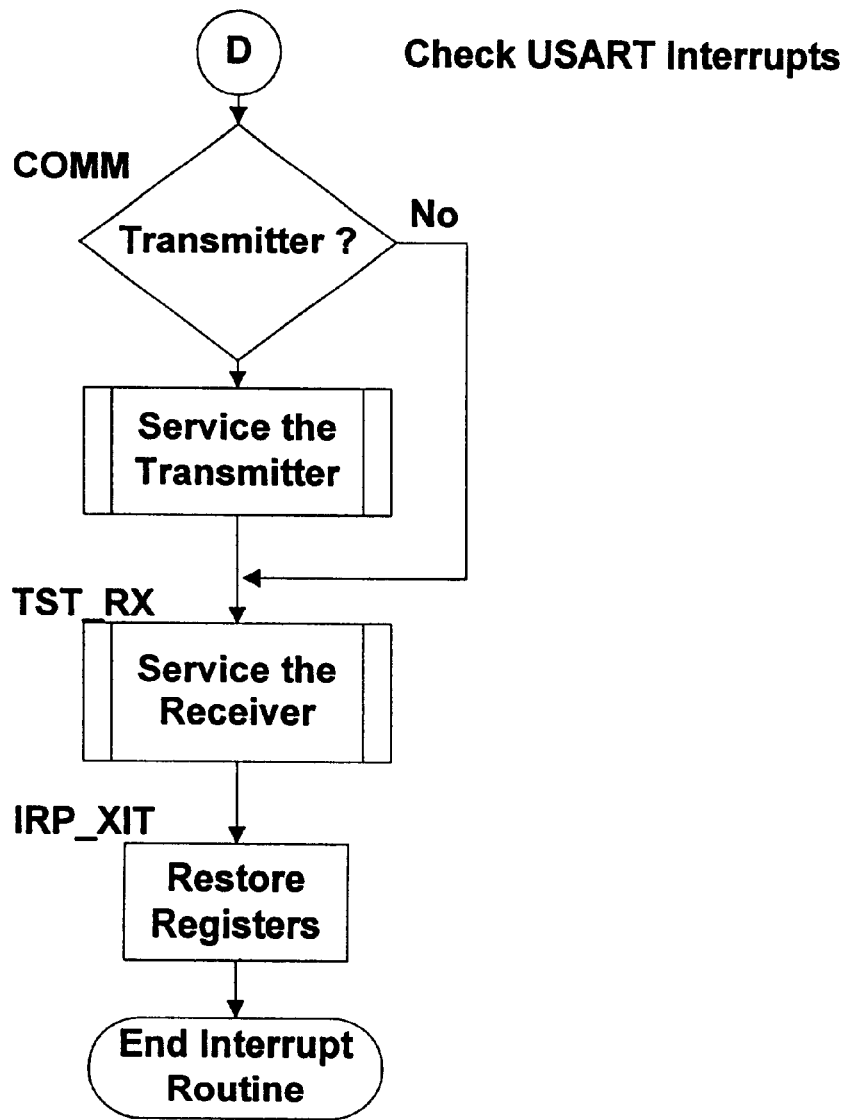 D
Check USART Interrupts
COMM
Transmitter ?
No
Service the
Transmitter
TST_RX
Service the
Receiver
IRP_XIT
Restore
Registers
End Interrupt
Routine